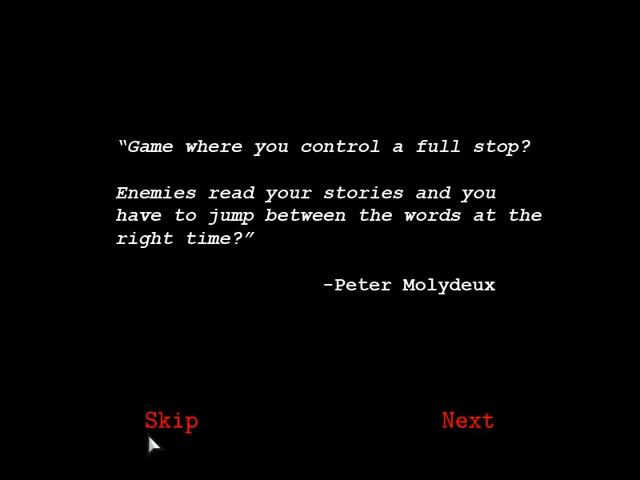 “Game where you control a full stop?
Enemies read your stories and you
have to jump between the words at the
right time?”
-Peter Molydeux
Skip
Next